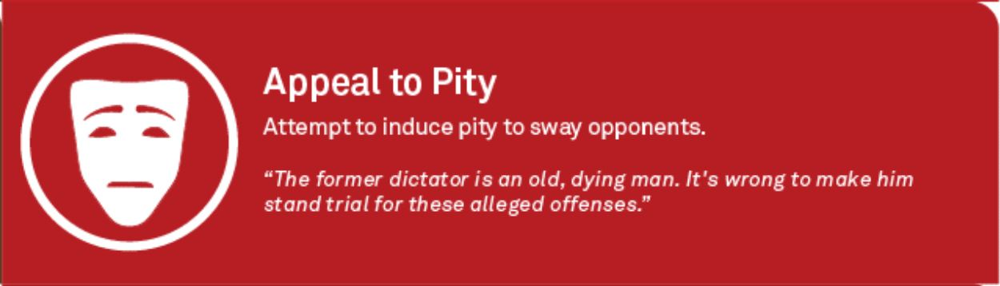 Appeal to Pity
Attempt to induce pity to sway opponents.
“The former dictator is an old, dying man. It's wrong to make him
stand trial for these alleged offenses.”